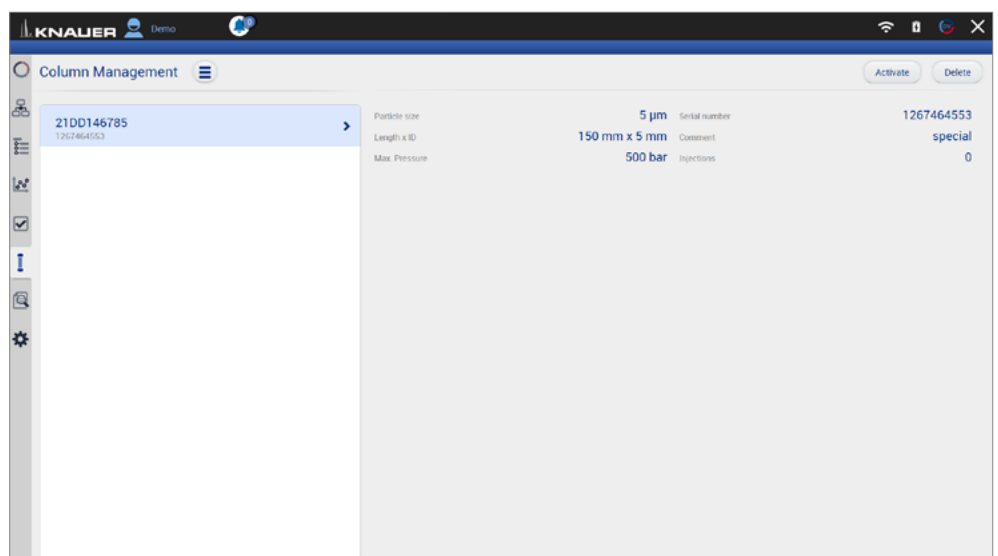 KNAUER Demo 0
Column Management Activate Delete
21DD146785
1267464553
Particle size 5 µm Serial number 1267464553
Length x ID 150 mm x 5 mm Comment special
Max. Pressure 500 bar Injections 0